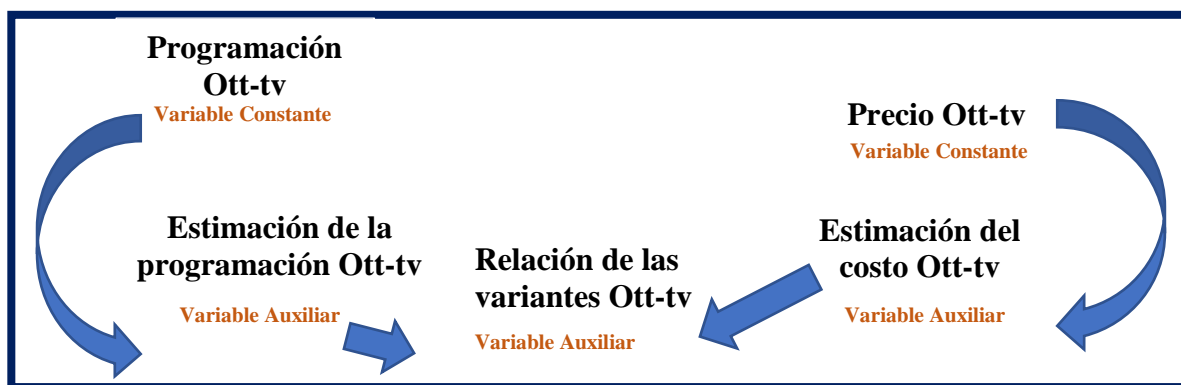 Programación
Ott-tv
Variable Constante
Precio Ott-tv
Variable Constante
Estimación de la
programación Ott-tv
Variable Auxiliar
Relación de las
variantes Ott-tv
Variable Auxiliar
Estimación del
costo Ott-tv
Variable Auxiliar